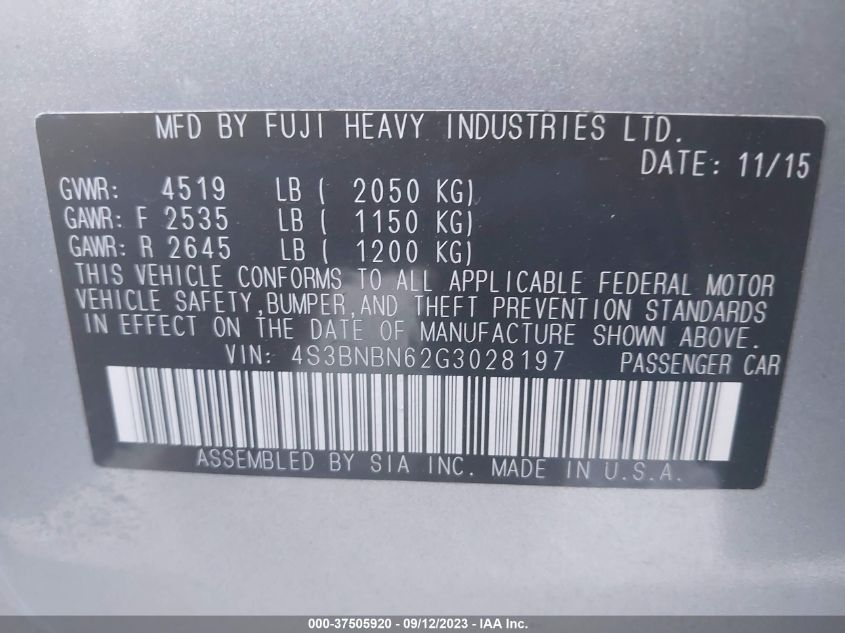 MFD BY FUJI HEAVY INDUSTRIES LTD.
DATE: 11/15
GVWR: 4519 LB ( 2050 KG)
GAWR: F 2535 LB ( 1150 KG)
GAWR: R 2645 LB ( 1200 KG)
THIS VEHICLE CONFORMS TO ALL APPLICABLE FEDERAL MOTOR
VEHICLE SAFETY,BUMPER,AND THEFT PREVENTION STANDARDS
IN EFFECT ON THE DATE OF MANUFACTURE SHOWN ABOVE.
VIN: 4S3BNBN62G3028197 PASSENGER CAR
ASSEMBLED BY SIA INC. MADE IN U.S.A.
000-37505920 - 09/12/2023 - IAA Inc.